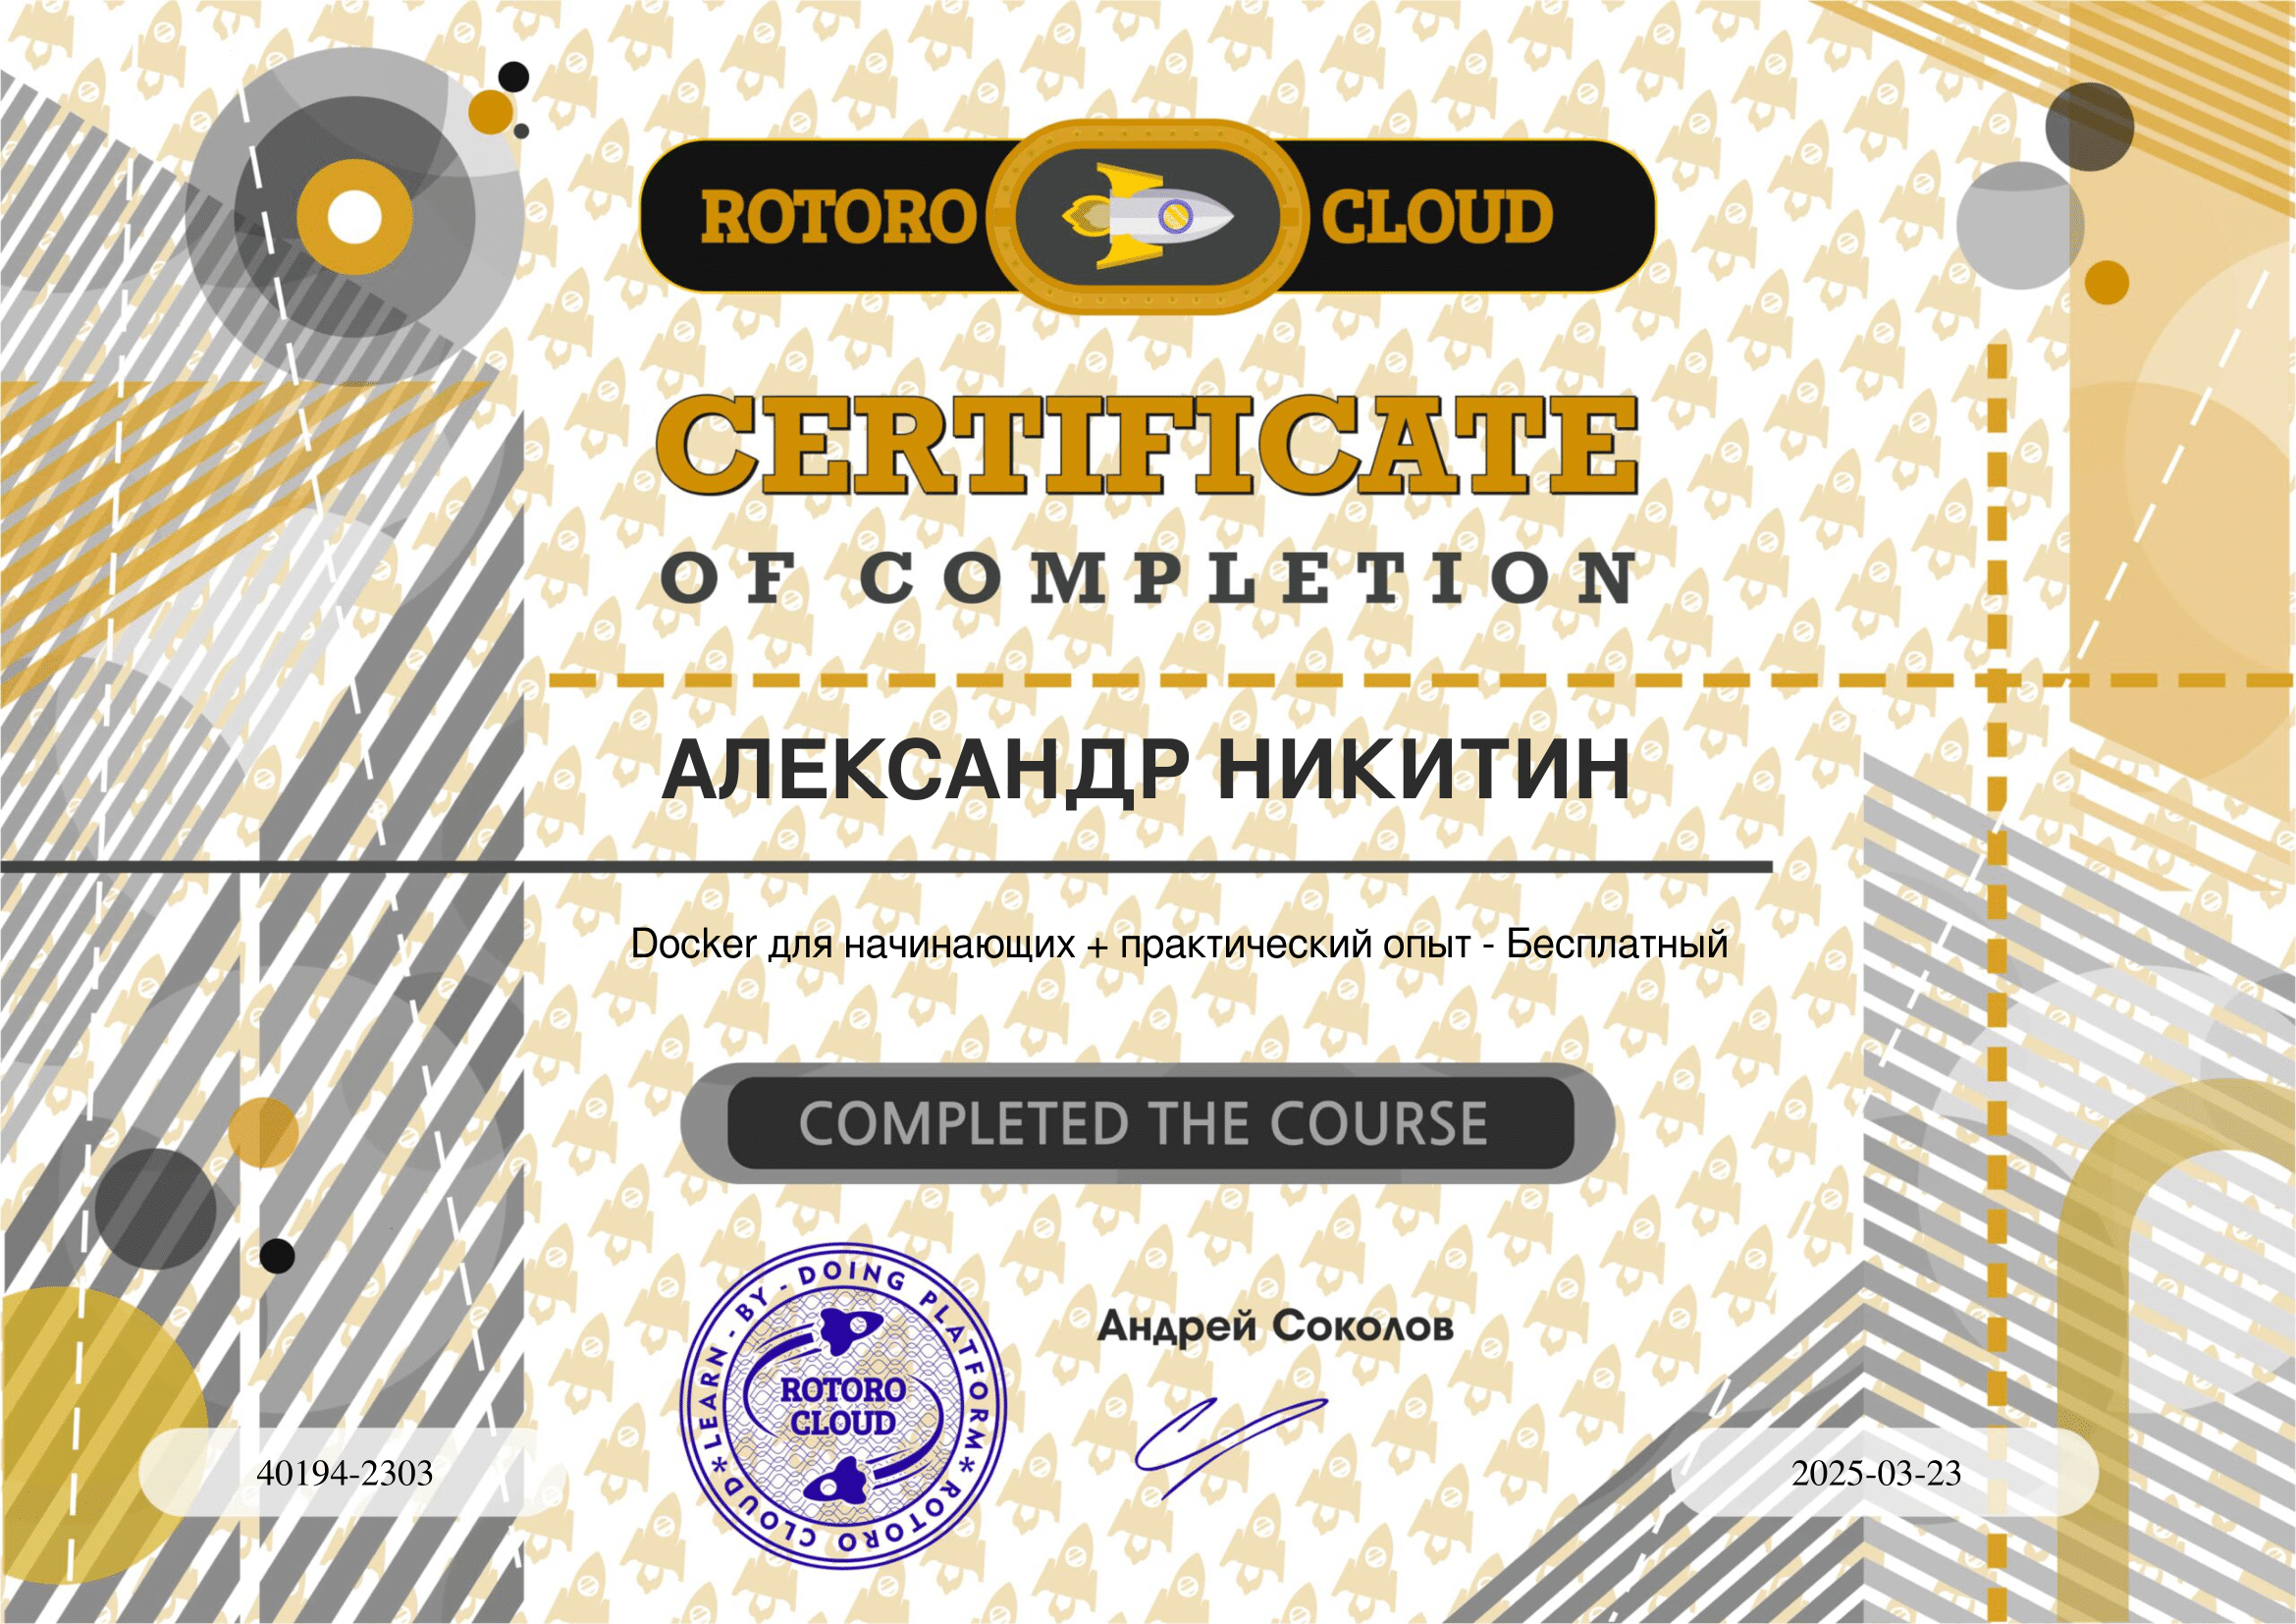 ROTORO CLOUD
CERTIFICATE
OF COMPLETION
АЛЕКСАНДР НИКИТИН
Docker для начинающих + практический опыт - Бесплатный
COMPLETED THE COURSE
LEARN - BY - DOING PLATFORM * ROTORO CLOUD *
ROTORO
CLOUD
Андрей Соколов
40194-2303
2025-03-23